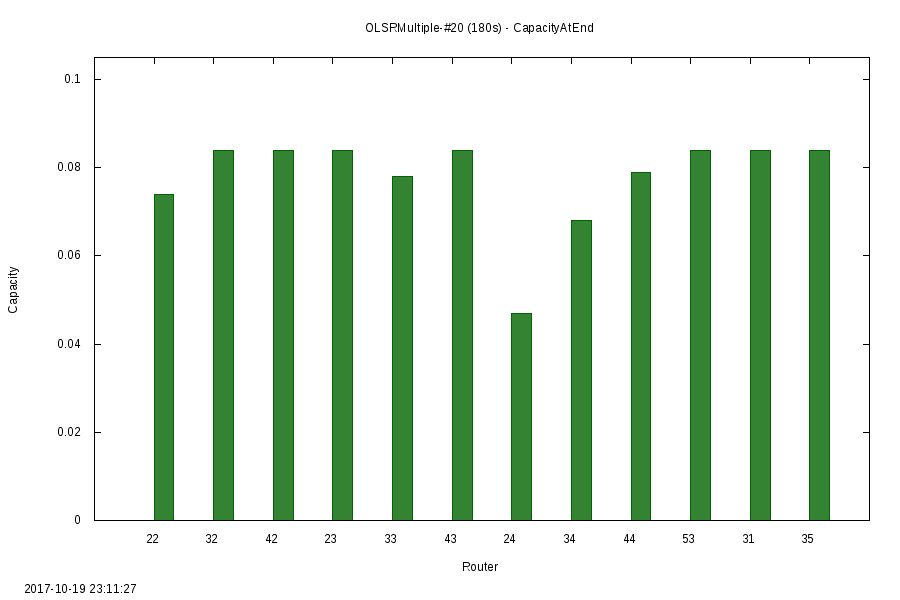 OLSRMultiple-#20 (180s) - CapacityAtEnd
0.1
0.08
0.06
0.04
0.02
0
Capacity
22 32 42 23 33 43 24 34 44 53 31 35
Router
2017-10-19 23:11:27